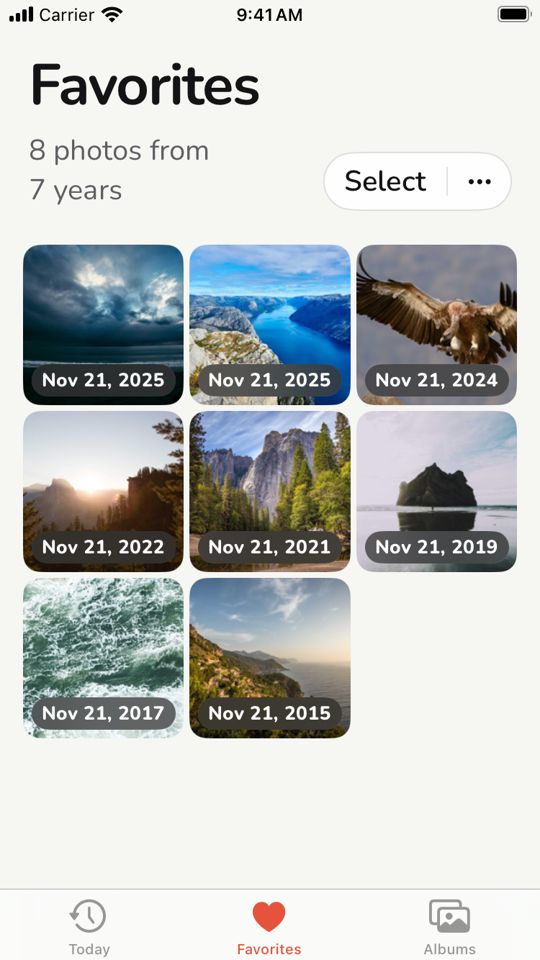 Carrier 9:41 AM
Favorites
8 photos from
7 years
Select
Nov 21, 2025
Nov 21, 2025
Nov 21, 2024
Nov 21, 2022
Nov 21, 2021
Nov 21, 2019
Nov 21, 2017
Nov 21, 2015
Today
Favorites
Albums